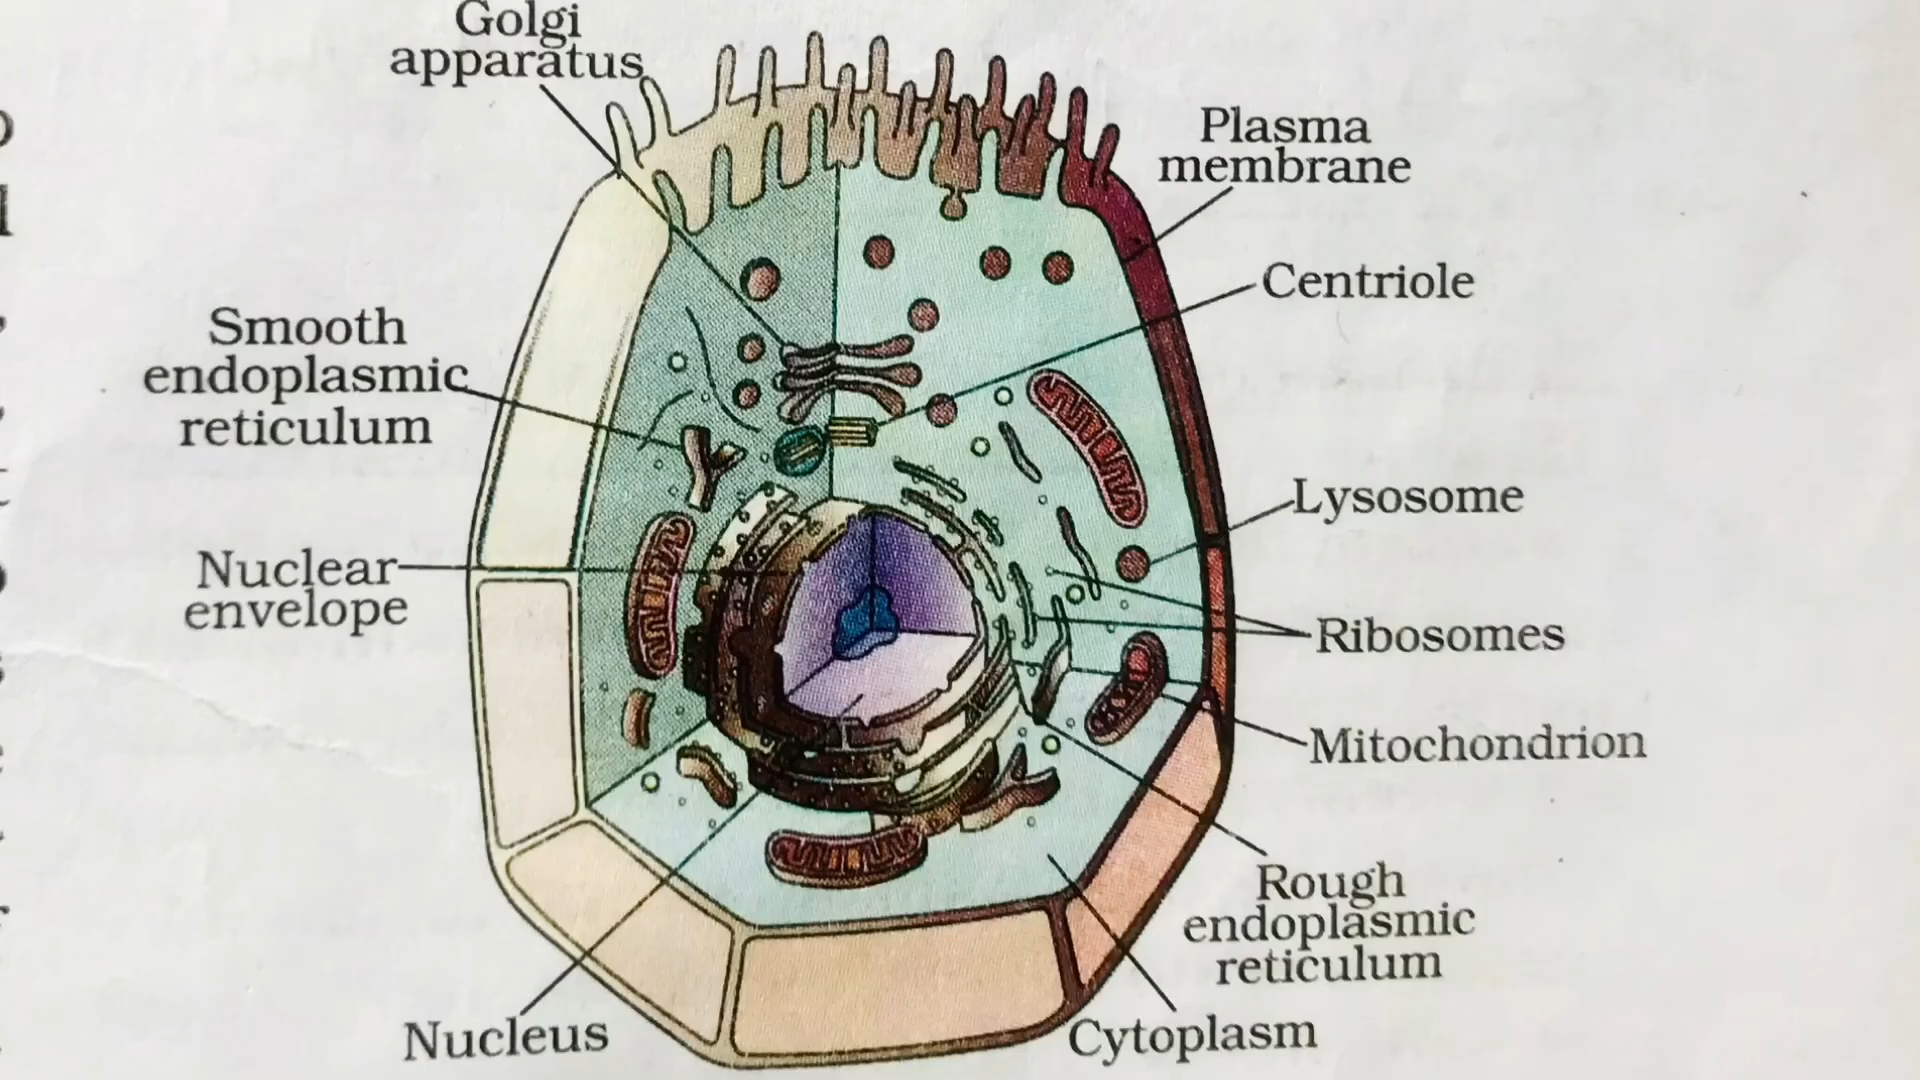 Golgi
apparatus
Plasma
membrane
Centriole
Smooth
endoplasmic
reticulum
Lysosome
Nuclear
envelope
Ribosomes
Mitochondrion
Rough
endoplasmic
reticulum
Nucleus
Cytoplasm